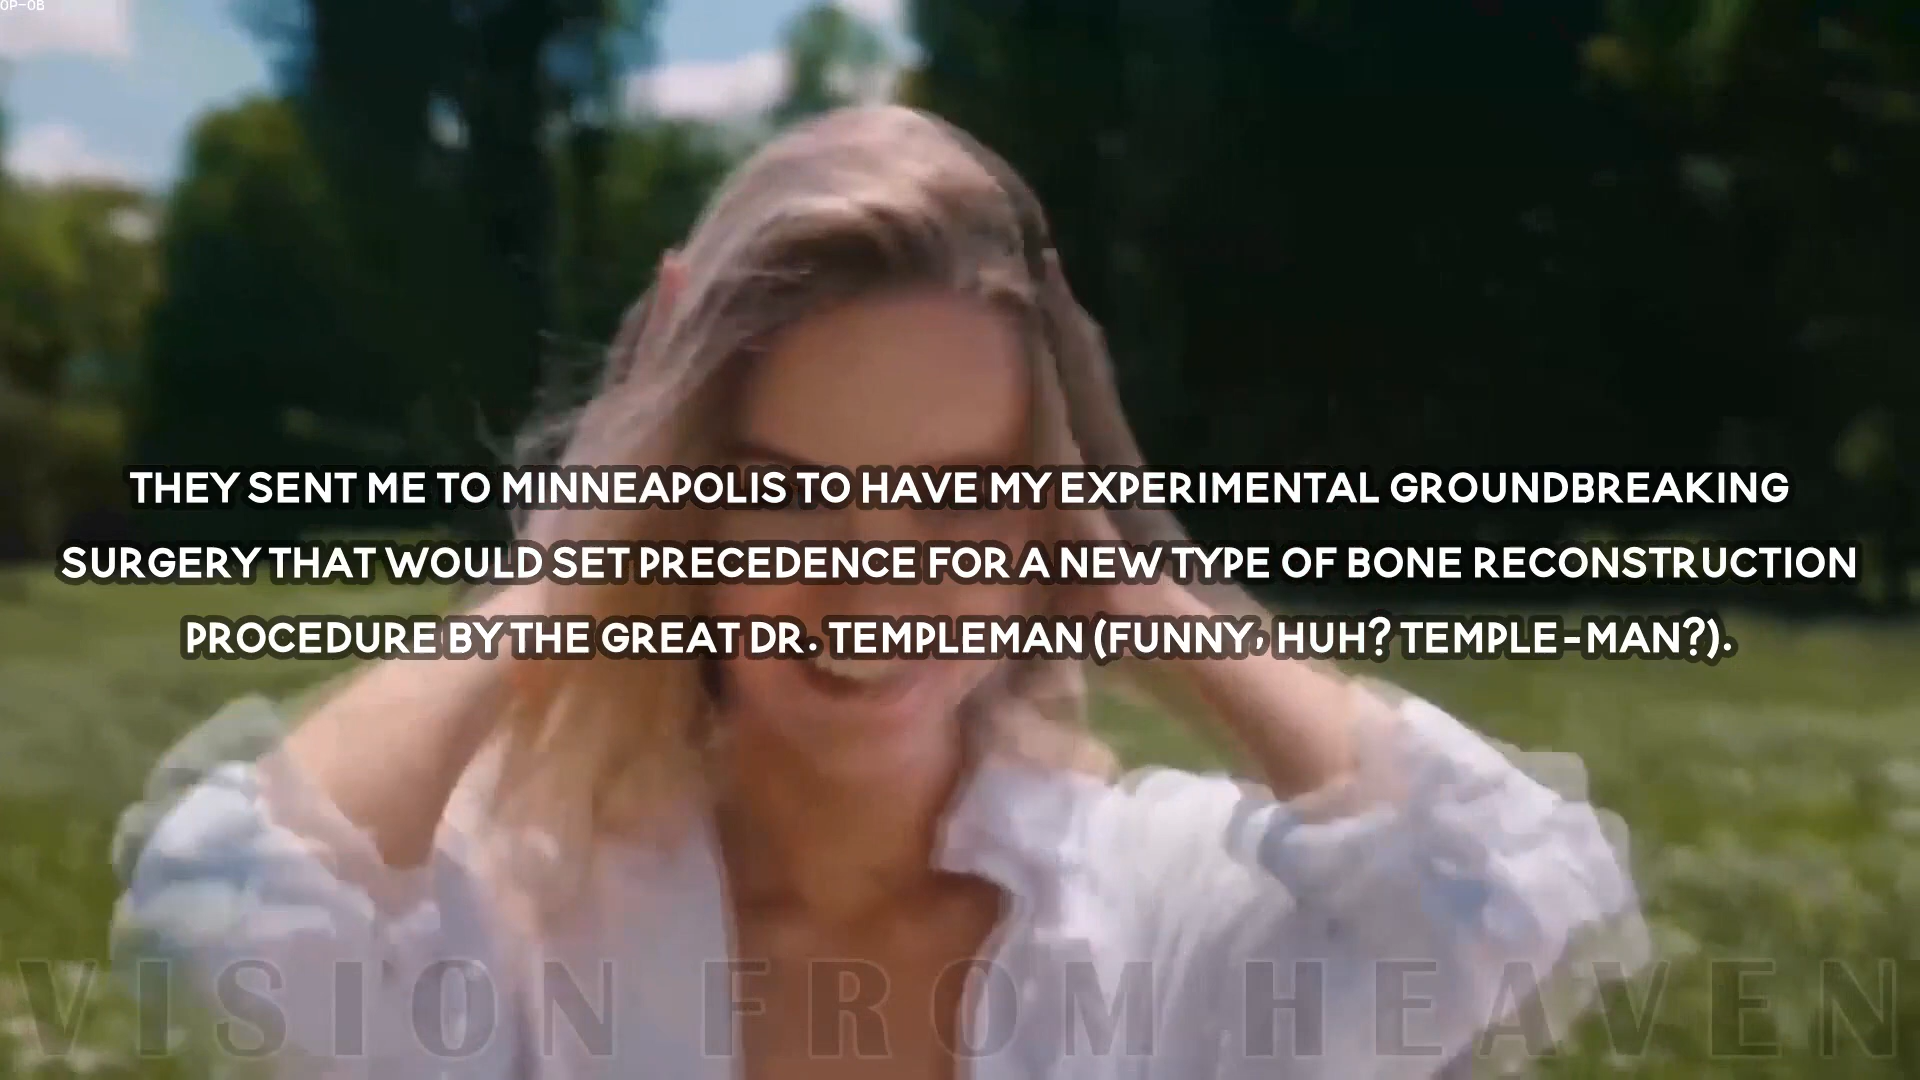 OP-OB
THEY SENT ME TO MINNEAPOLIS TO HAVE MY EXPERIMENTAL GROUNDBREAKING
SURGERY THAT WOULD SET PRECEDENCE FOR A NEW TYPE OF BONE RECONSTRUCTION
PROCEDURE BY THE GREAT DR. TEMPLEMAN (FUNNY, HUH? TEMPLE-MAN?).
VISION FROM HEAVEN